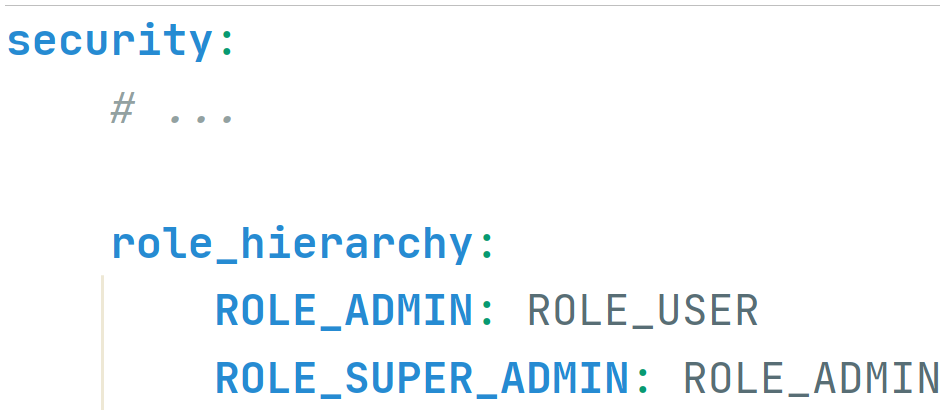 security:
    # ...
    role_hierarchy:
        ROLE_ADMIN: ROLE_USER
        ROLE_SUPER_ADMIN: ROLE_ADMIN